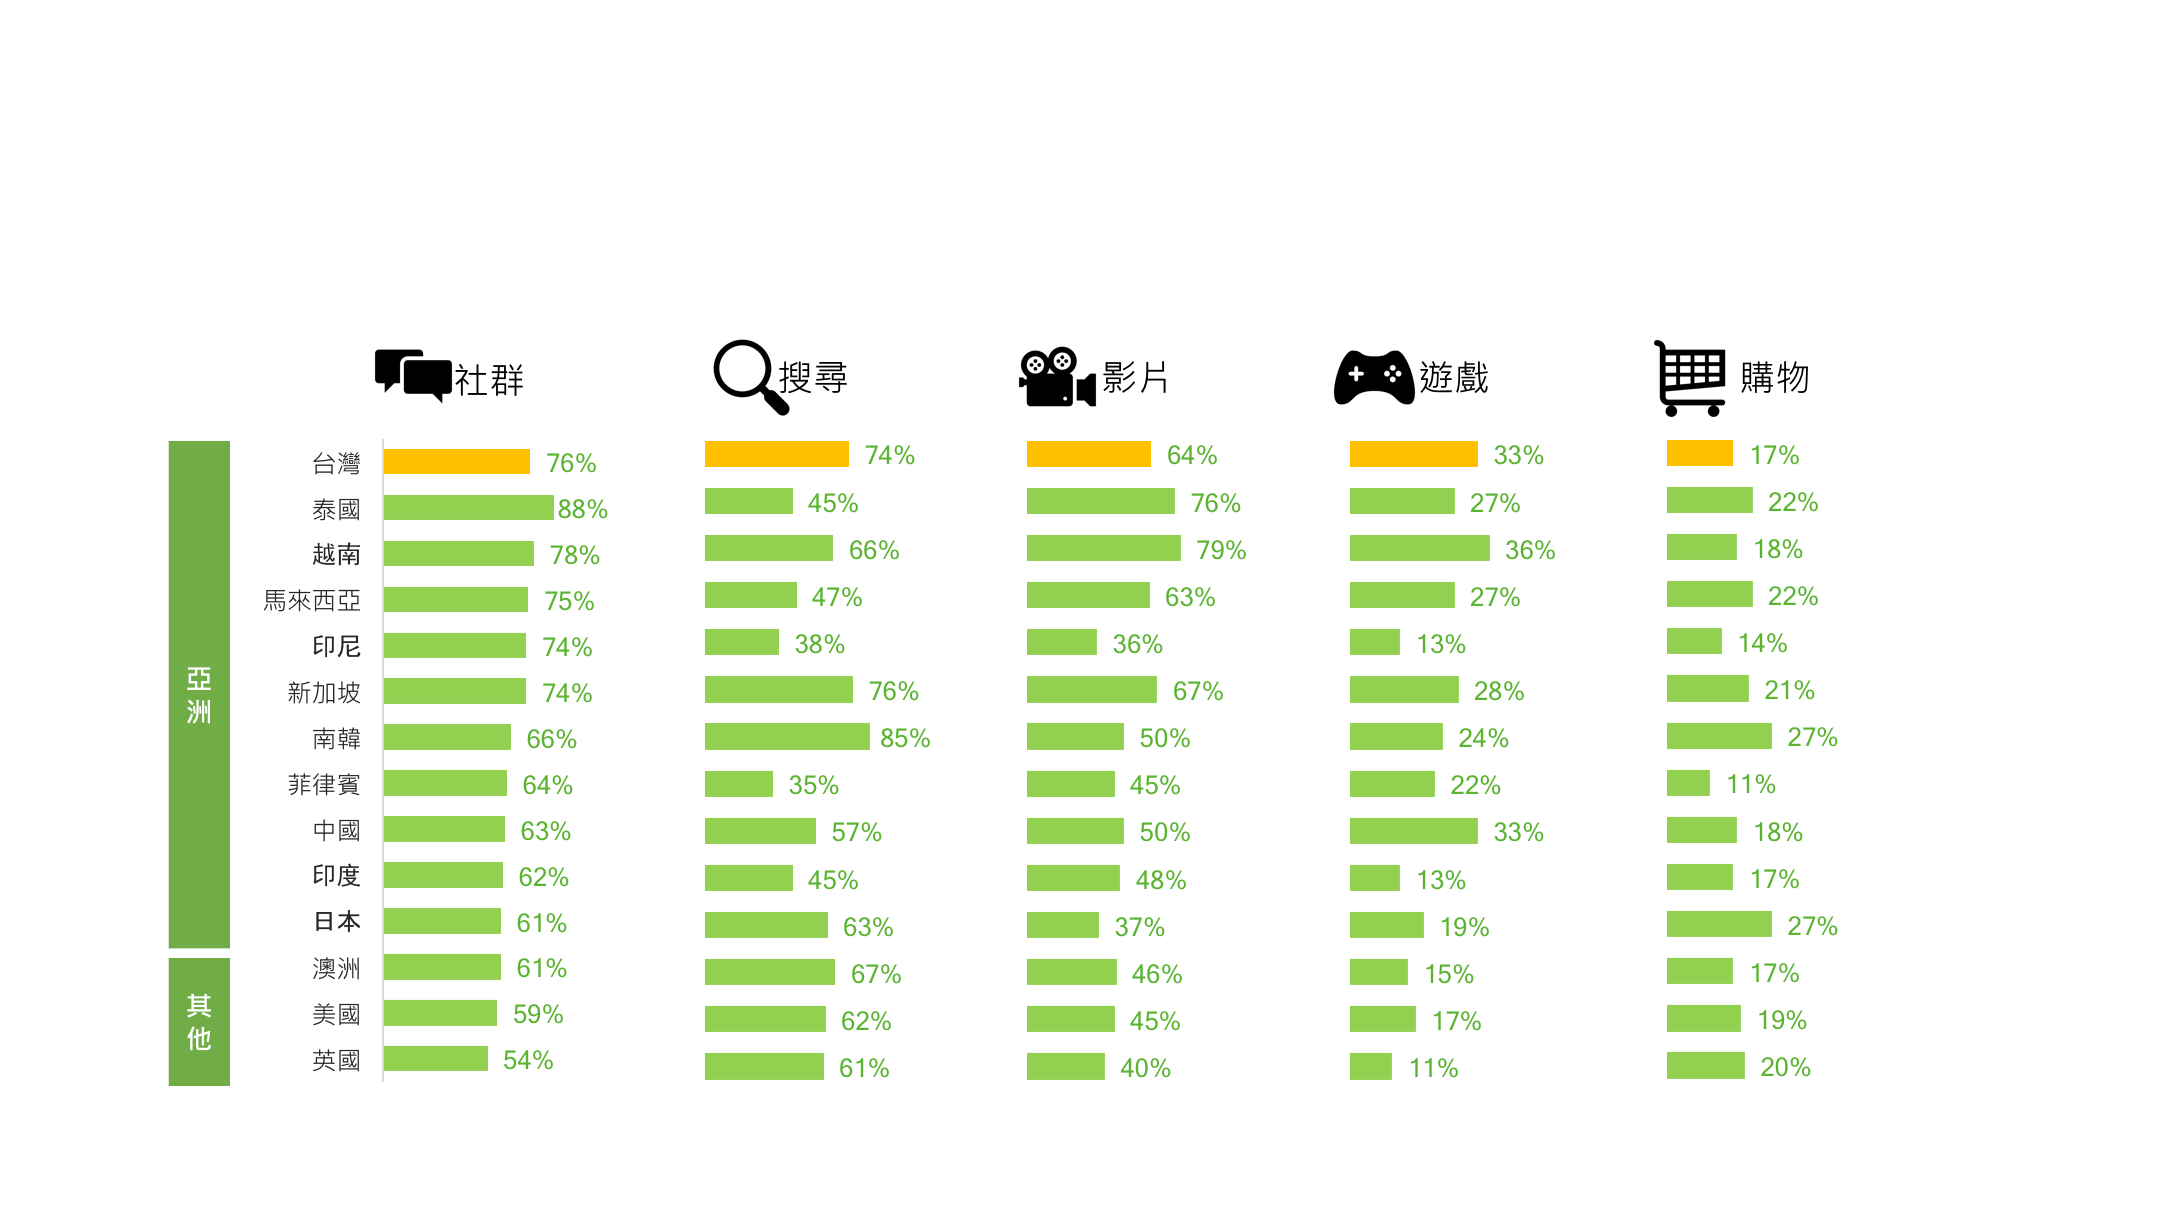 社群 搜尋 影片 遊戲 購物
亞洲
台灣 76% 74% 64% 33% 17%
泰國 88% 45% 76% 27% 22%
越南 78% 66% 79% 36% 18%
馬來西亞 75% 47% 63% 27% 22%
印尼 74% 38% 36% 13% 14%
新加坡 74% 76% 67% 28% 21%
南韓 66% 85% 50% 24% 27%
菲律賓 64% 35% 45% 22% 11%
中國 63% 57% 50% 33% 18%
印度 62% 45% 48% 13% 17%
日本 61% 63% 37% 19% 27%
其他
澳洲 61% 67% 46% 15% 17%
美國 59% 62% 45% 17% 19%
英國 54% 61% 40% 11% 20%